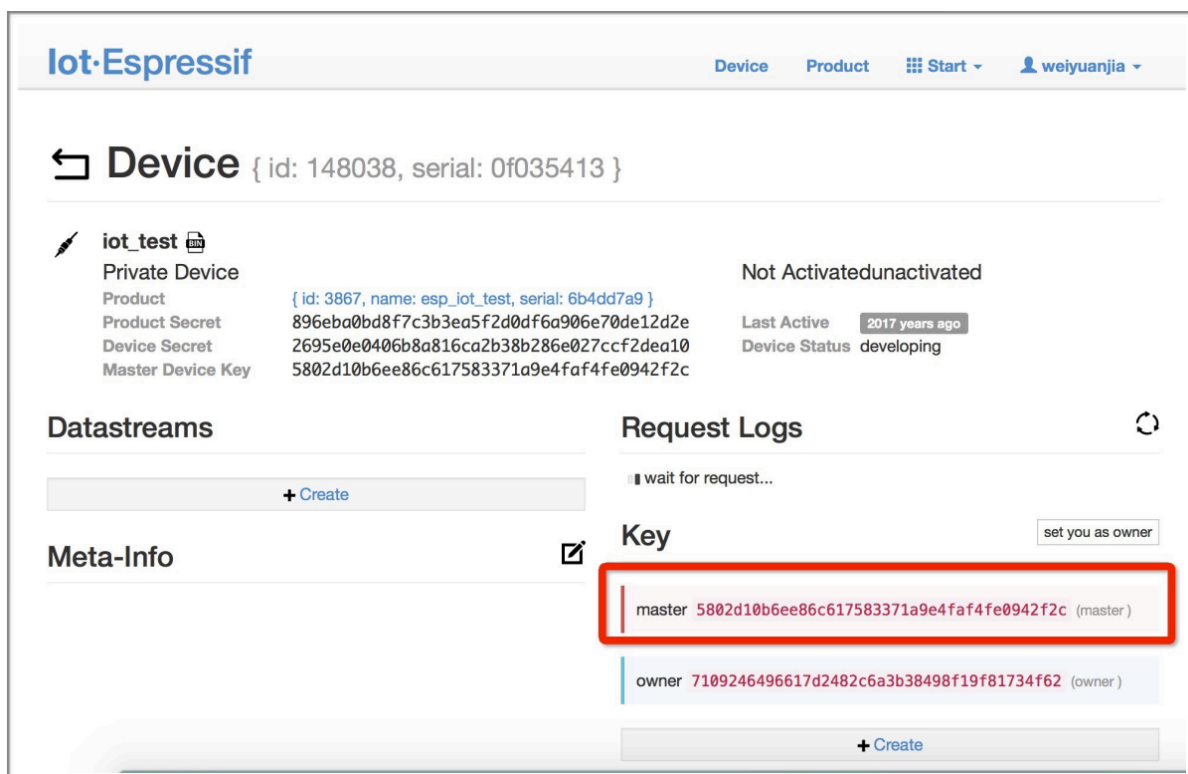 Iot·Espressif
Device Product Start weiyuanjia
Device { id: 148038, serial: 0f035413 }
iot_test BIN
Private Device
Product { id: 3867, name: esp_iot_test, serial: 6b4dd7a9 }
Product Secret 896eba0bd8f7c3b3ea5f2d0df6a906e70de12d2e
Device Secret 2695e0e0406b8a816ca2b38b286e027ccf2dea10
Master Device Key 5802d10b6ee86c617583371a9e4faf4fe0942f2c
Not Activatedunactivated
Last Active 2017 years ago
Device Status developing
Datastreams
+ Create
Meta-Info
Request Logs
wait for request...
Key
set you as owner
master 5802d10b6ee86c617583371a9e4faf4fe0942f2c (master )
owner 7109246496617d2482c6a3b38498f19f81734f62 (owner )
+ Create